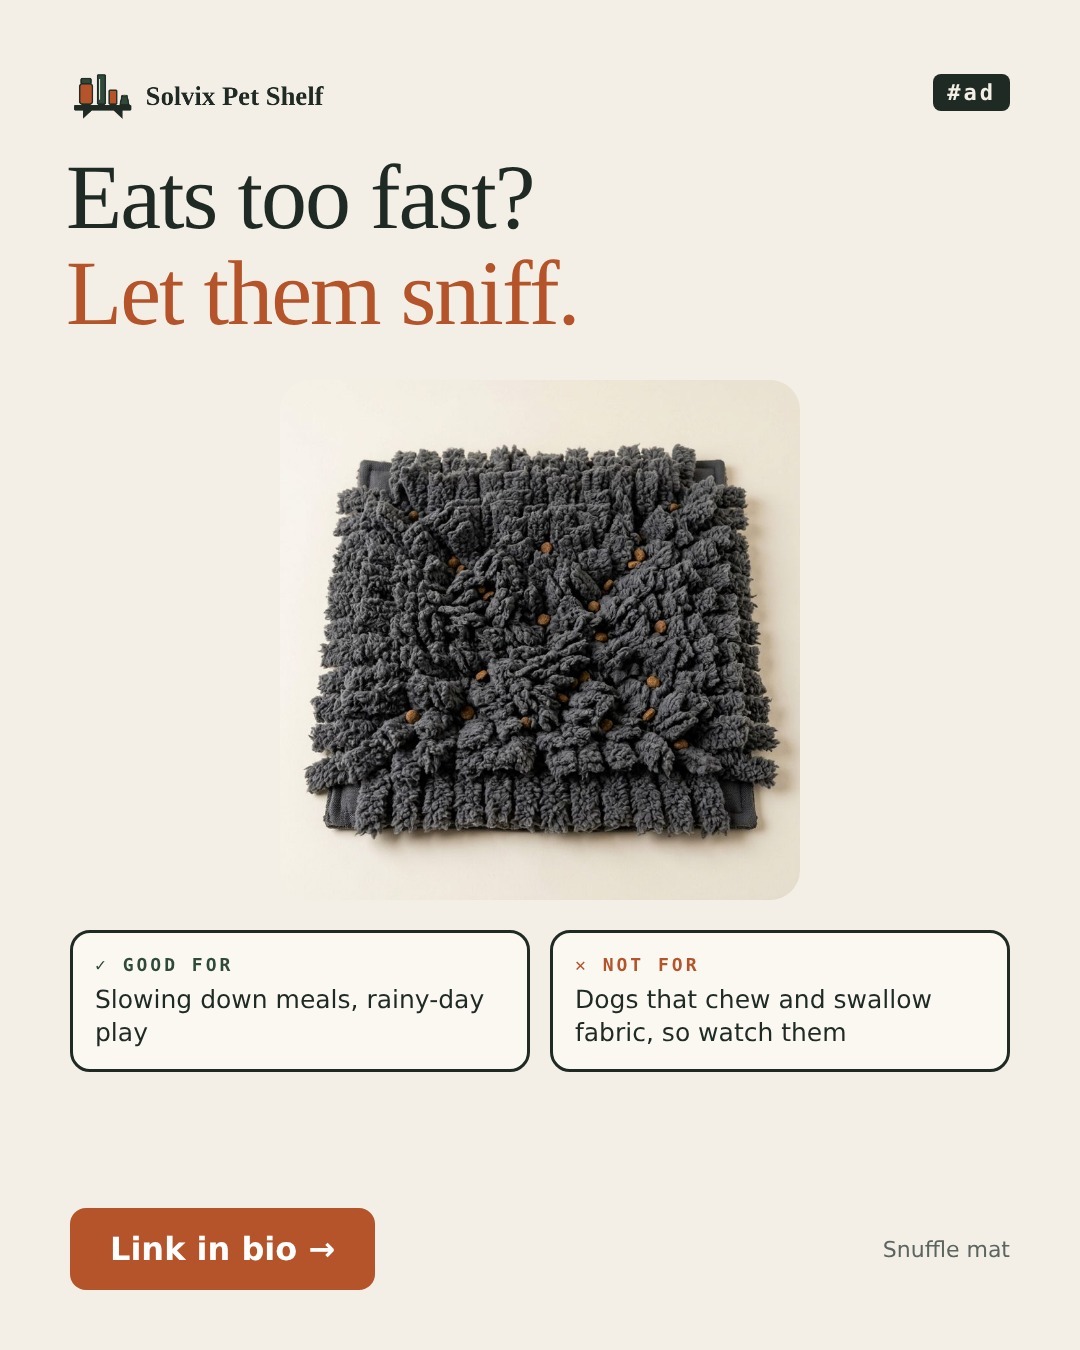 Solvix Pet Shelf
#ad
Eats too fast?
Let them sniff.
✓ GOOD FOR
Slowing down meals, rainy-day
play
✕ NOT FOR
Dogs that chew and swallow
fabric, so watch them
Link in bio →
Snuffle mat